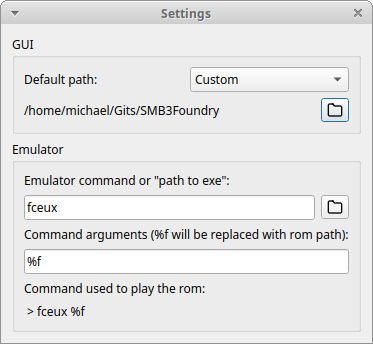 Settings
GUI
Default path:
Custom
/home/michael/Gits/SMB3Foundry
Emulator
Emulator command or "path to exe":
fceux
Command arguments (%f will be replaced with rom path):
%f
Command used to play the rom:
> fceux %f